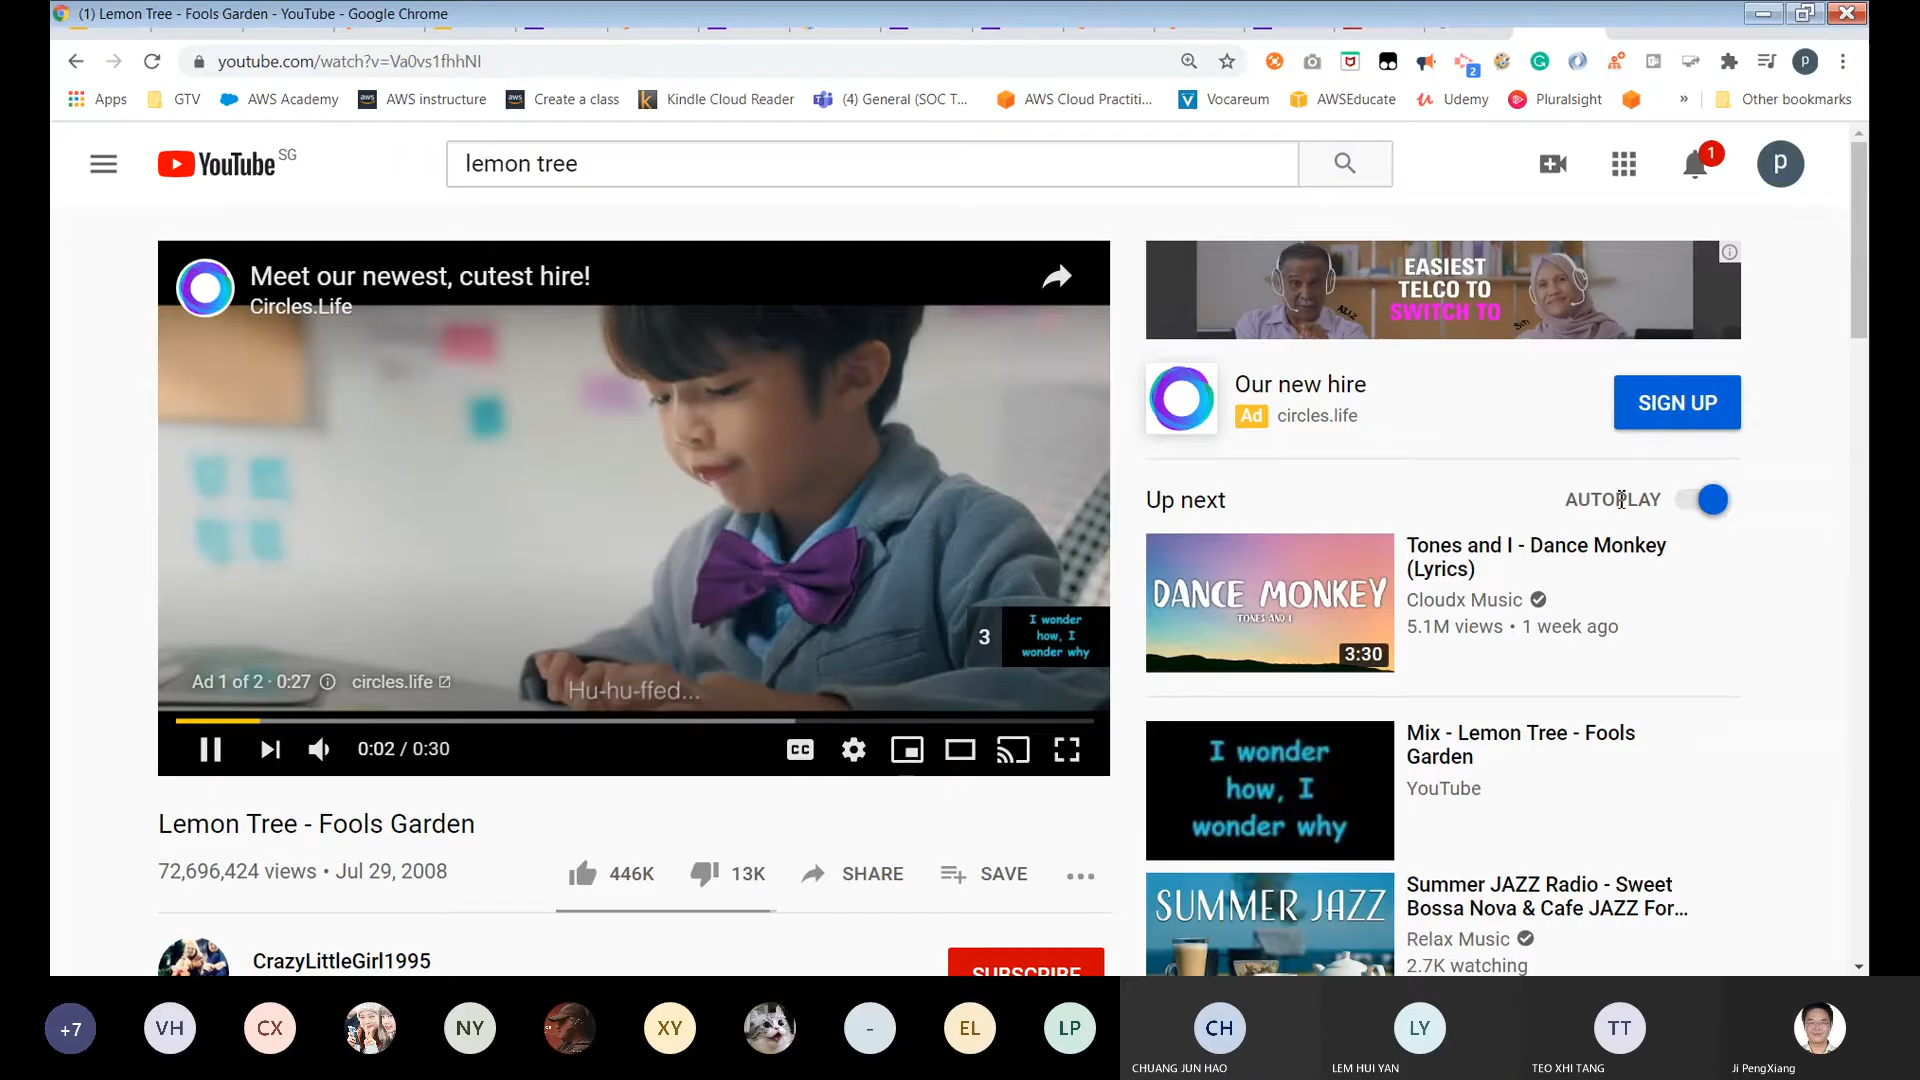 (1) Lemon Tree - Fools Garden - YouTube - Google Chrome
youtube.com/watch?v=Va0vs1fhhNI
2
p
Apps
GTV
AWS Academy
AWS instructure
Create a class
Kindle Cloud Reader
(4) General (SOC T...
AWS Cloud Practiti...
Vocareum
AWSEducate
Udemy
Pluralsight
»
Other bookmarks
YouTube SG
lemon tree
1
p
Meet our newest, cutest hire!
Circles.Life
3
I wonder
how, I
wonder why
Ad 1 of 2 · 0:27
circles.life
Hu-hu-ffed...
0:02 / 0:30
CC
Lemon Tree - Fools Garden
72,696,424 views • Jul 29, 2008
446K
13K
SHARE
SAVE
CrazyLittleGirl1995
SUBSCRIBE
EASIEST
TELCO TO
SWITCH TO
ALIZ
SITI
Our new hire
Ad circles.life
SIGN UP
Up next
AUTOPLAY
DANCE MONKEY
TONES AND I
3:30
Tones and I - Dance Monkey
(Lyrics)
Cloudx Music
5.1M views • 1 week ago
I wonder
how, I
wonder why
Mix - Lemon Tree - Fools
Garden
YouTube
SUMMER JAZZ
Summer JAZZ Radio - Sweet
Bossa Nova & Cafe JAZZ For...
Relax Music
2.7K watching
+7
VH
CX
NY
XY
-
EL
LP
CH
LY
TT
CHUANG JUN HAO
LEM HUI YAN
TEO XHI TANG
Ji PengXiang